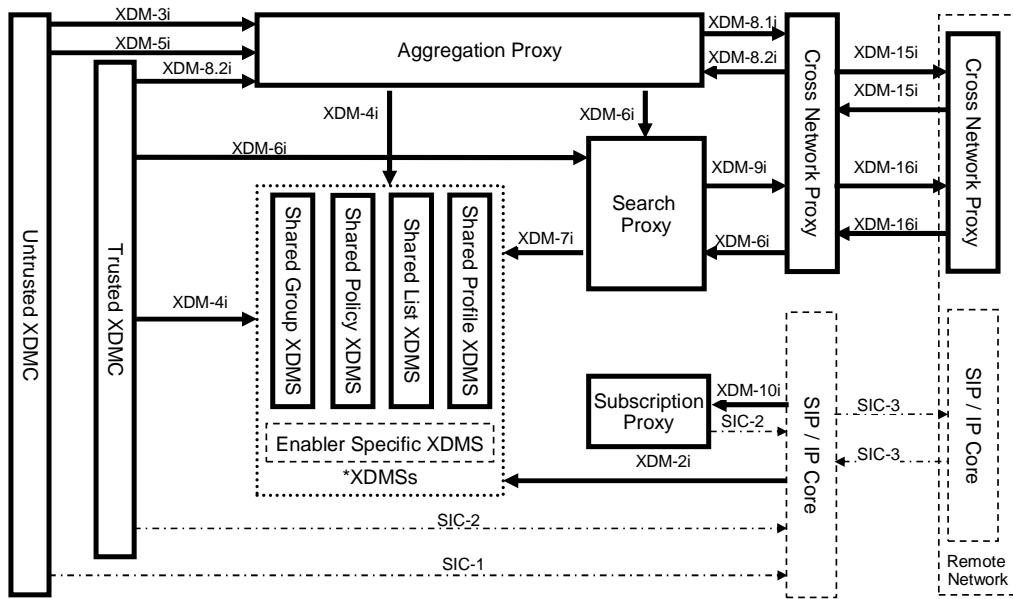 XDM-3i
XDM-5i
XDM-8.2i
Aggregation Proxy
XDM-8.1i
XDM-8.2i
XDM-15i
XDM-15i
Cross Network Proxy
Cross Network Proxy
XDM-4i
XDM-6i
XDM-6i
Search
Proxy
XDM-9i
XDM-16i
XDM-7i
XDM-6i
XDM-16i
Untrusted XDMC
Trusted XDMC
XDM-4i
Shared Group XDMS
Shared Policy XDMS
Shared List XDMS
Shared Profile XDMS
Enabler Specific XDMS
*XDMSs
Subscription
Proxy
XDM-10i
SIC-2
XDM-2i
SIP / IP Core
SIC-3
SIC-3
SIP / IP Core
SIC-2
SIC-1
Remote
Network